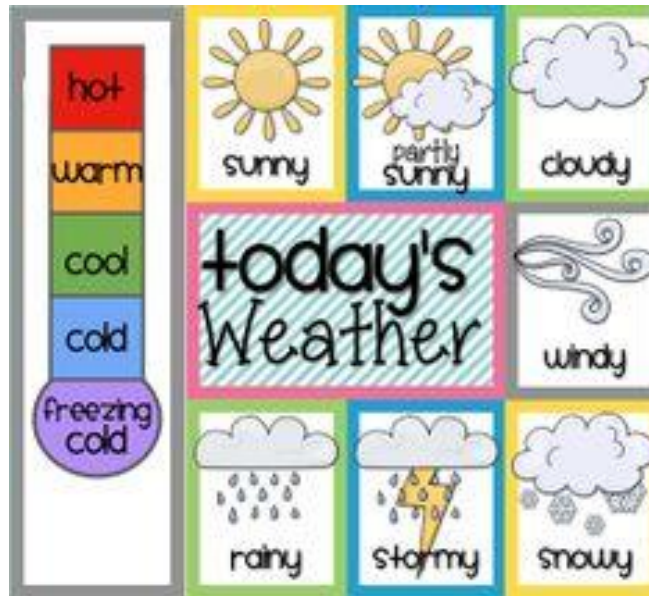 hot
warm
cool
cold
freezing
cold
sunny
partly
sunny
cloudy
today's
Weather
windy
rainy
stormy
snowy